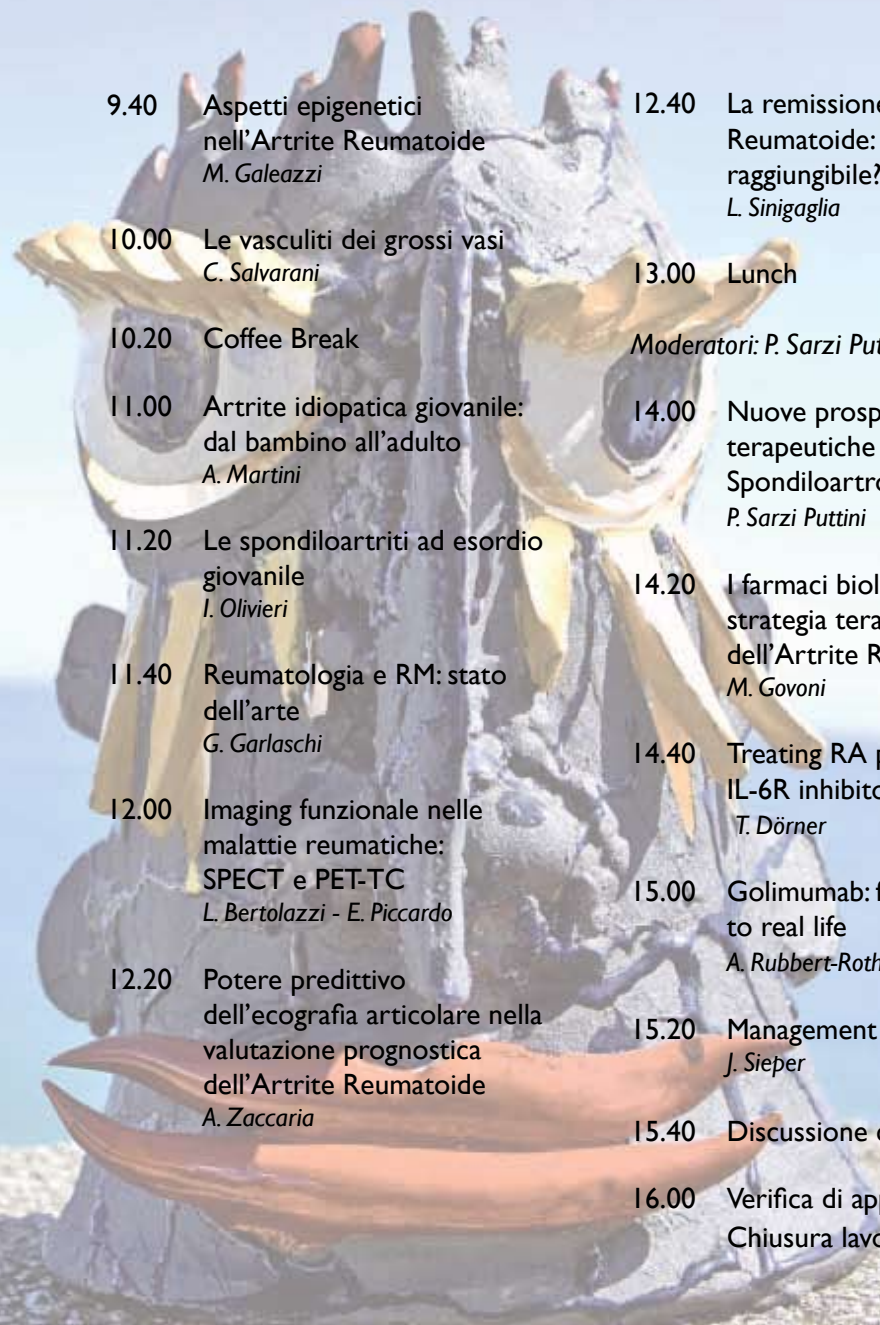 9.40 Aspetti epigenetici
nell'Artrite Reumatoide
M. Galeazzi
10.00 Le vasculiti dei grossi vasi
C. Salvarani
10.20 Coffee Break
11.00 Artrite idiopatica giovanile:
dal bambino all'adulto
A. Martini
11.20 Le spondiloartriti ad esordio
giovanile
I. Olivieri
11.40 Reumatologia e RM: stato
dell'arte
G. Garlaschi
12.00 Imaging funzionale nelle
malattie reumatiche:
SPECT e PET-TC
L. Bertolazzi - E. Piccardo
12.20 Potere predittivo
dell'ecografia articolare nella
valutazione prognostica
dell'Artrite Reumatoide
A. Zaccaria
12.40 La remissione
Reumatoide:
raggiungibile?
L. Sinigaglia
13.00 Lunch
Moderatori: P. Sarzi Put
14.00 Nuove prosp
terapeutiche
Spondiloartro
P. Sarzi Puttini
14.20 I farmaci biol
strategia tera
dell'Artrite R
M. Govoni
14.40 Treating RA p
IL-6R inhibito
T. Dörner
15.00 Golimumab: f
to real life
A. Rubbert-Roth
15.20 Management
J. Sieper
15.40 Discussione
16.00 Verifica di app
Chiusura lavo